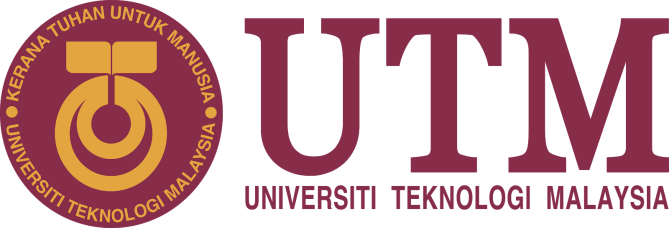 KERANA TUHAN UNTUK MANUSIA
UNIVERSITI TEKNOLOGI MALAYSIA
UTM
UNIVERSITI TEKNOLOGI MALAYSIA